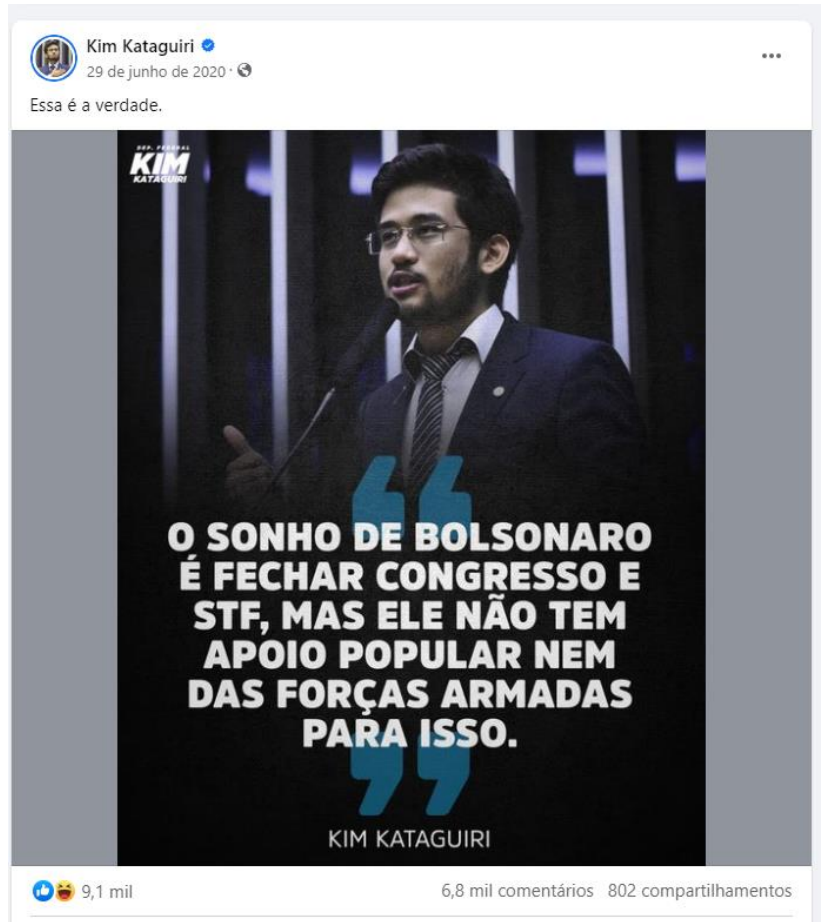 Kim Kataguiri
29 de junho de 2020 ·
Essa é a verdade.
DEP. FEDERAL
KIM
KATAGUIRI
O SONHO DE BOLSONARO
É FECHAR CONGRESSO E
STF, MAS ELE NÃO TEM
APOIO POPULAR NEM
DAS FORÇAS ARMADAS
PARA ISSO.
KIM KATAGUIRI
9,1 mil
6,8 mil comentários 802 compartilhamentos